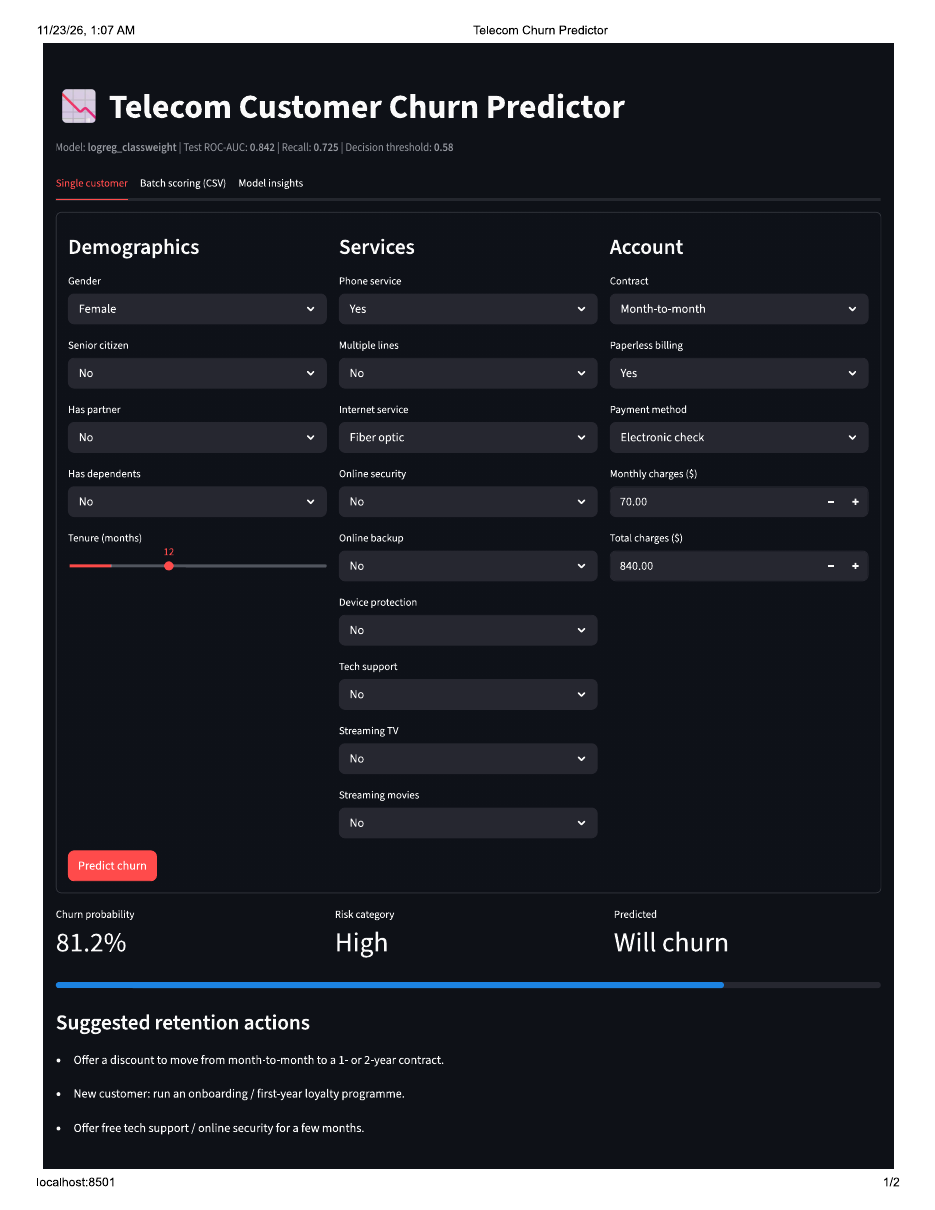 11/23/26, 1:07 AM
Telecom Churn Predictor
Telecom Customer Churn Predictor
Model: logreg_classweight | Test ROC-AUC: 0.842 | Recall: 0.725 | Decision threshold: 0.58
Single customer
Batch scoring (CSV)
Model insights
Demographics
Gender
Female
Senior citizen
No
Has partner
No
Has dependents
No
Tenure (months)
12
Services
Phone service
Yes
Multiple lines
No
Internet service
Fiber optic
Online security
No
Online backup
No
Device protection
No
Tech support
No
Streaming TV
No
Streaming movies
No
Account
Contract
Month-to-month
Paperless billing
Yes
Payment method
Electronic check
Monthly charges ($)
70.00
Total charges ($)
840.00
Predict churn
Churn probability
81.2%
Risk category
High
Predicted
Will churn
Suggested retention actions
• Offer a discount to move from month-to-month to a 1- or 2-year contract.
• New customer: run an onboarding / first-year loyalty programme.
• Offer free tech support / online security for a few months.
localhost:8501
1/2